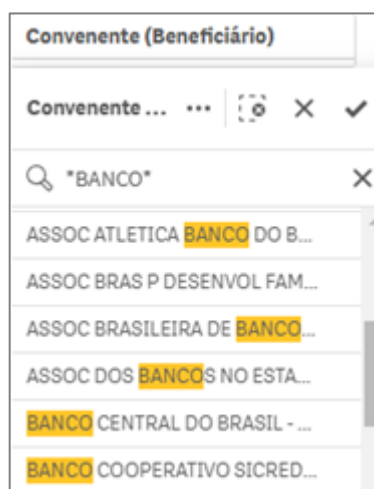 Convenente (Beneficiário)
Convenente ... ...
*BANCO*
ASSOC ATLETICA BANCO DO B...
ASSOC BRAS P DESENVOL FAM...
ASSOC BRASILEIRA DE BANCO...
ASSOC DOS BANCOS NO ESTA...
BANCO CENTRAL DO BRASIL - ...
BANCO COOPERATIVO SICRED...